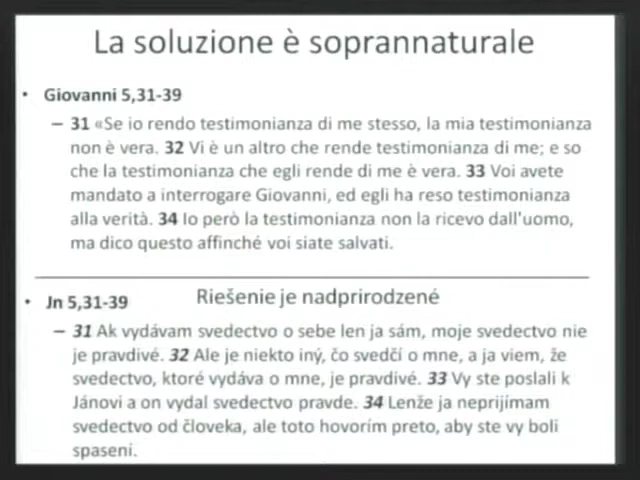 La soluzione è soprannaturale
• Giovanni 5,31-39
– 31 «Se io rendo testimonianza di me stesso, la mia testimonianza
non è vera. 32 Vi è un altro che rende testimonianza di me; e so
che la testimonianza che egli rende di me è vera. 33 Voi avete
mandato a interrogare Giovanni, ed egli ha reso testimonianza
alla verità. 34 Io però la testimonianza non la ricevo dall'uomo,
ma dico questo affinché voi siate salvati.
Riešenie je nadprirodzené
• Jn 5,31-39
– 31 Ak vydávam svedectvo o sebe len ja sám, moje svedectvo nie
je pravdivé. 32 Ale je niekto iný, čo svedčí o mne, a ja viem, že
svedectvo, ktoré vydáva o mne, je pravdivé. 33 Vy ste poslali k
Jánovi a on vydal svedectvo pravde. 34 Lenže ja neprijímam
svedectvo od človeka, ale toto hovorím preto, aby ste vy boli
spasení.